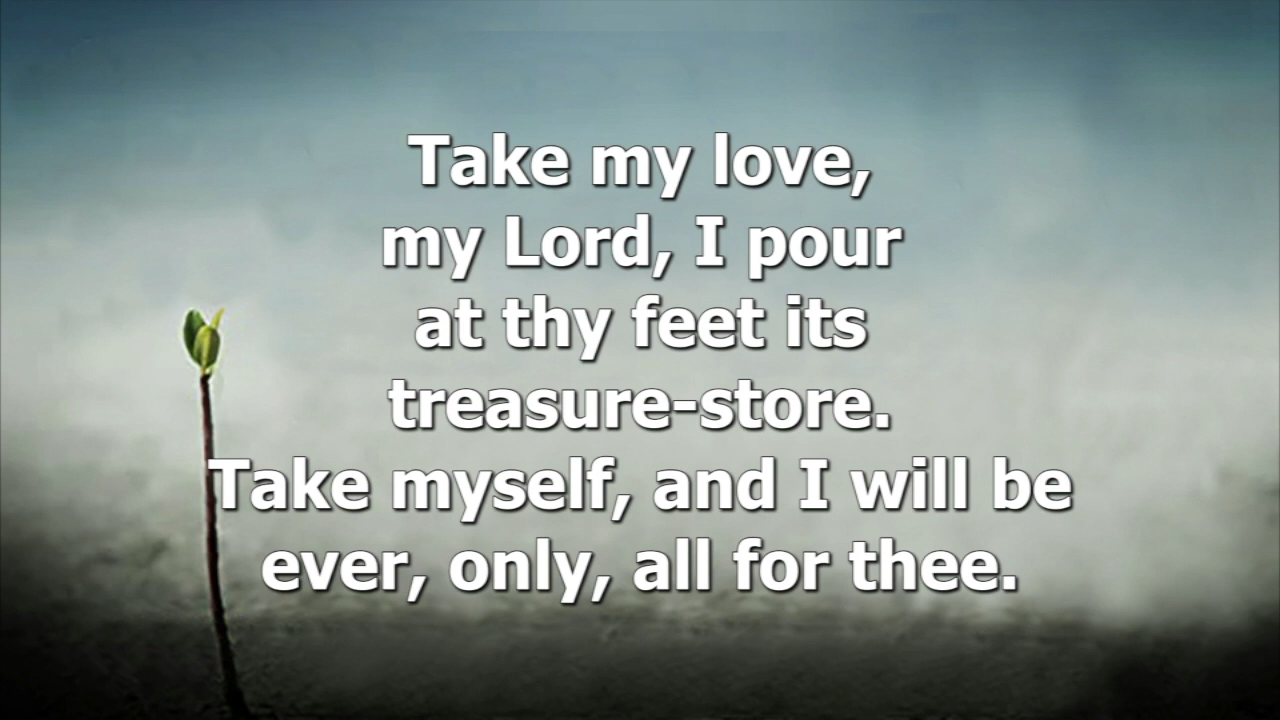 Take my love,
my Lord, I pour
at thy feet its
treasure-store.
Take myself, and I will be
ever, only, all for thee.